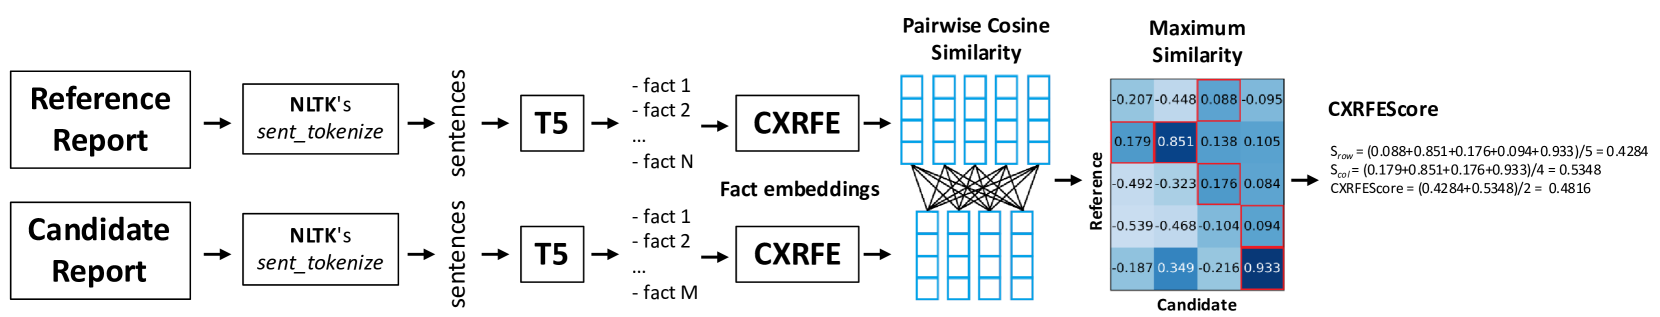 Reference
Report
NLTK's
sent_tokenize
sentences
T5
- fact 1
- fact 2
...
- fact N
CXRFE
Candidate
Report
NLTK's
sent_tokenize
sentences
T5
- fact 1
- fact 2
...
- fact M
CXRFE
Fact embeddings
Pairwise Cosine
Similarity
Maximum
Similarity
Reference
-0.207 -0.448 0.088 -0.095
0.179 0.851 0.138 0.105
-0.492 -0.323 0.176 0.084
-0.539 -0.468 -0.104 0.094
-0.187 0.349 -0.216 0.933
Candidate
CXRFEScore
Srow = (0.088+0.851+0.176+0.094+0.933)/5 = 0.4284
Scol = (0.179+0.851+0.176+0.933)/4 = 0.5348
CXRFEScore = (0.4284+0.5348)/2 = 0.4816